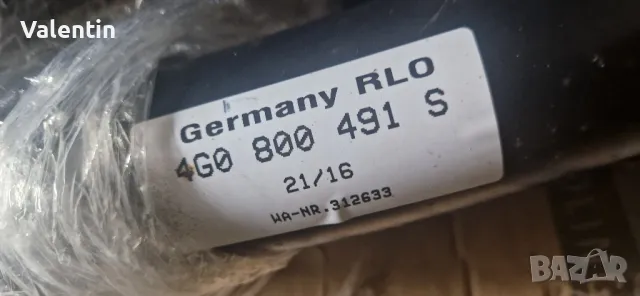 Valentin
Germany RLO
4G0 800 491 S
21/16
WA-NR.312633
BAZAR